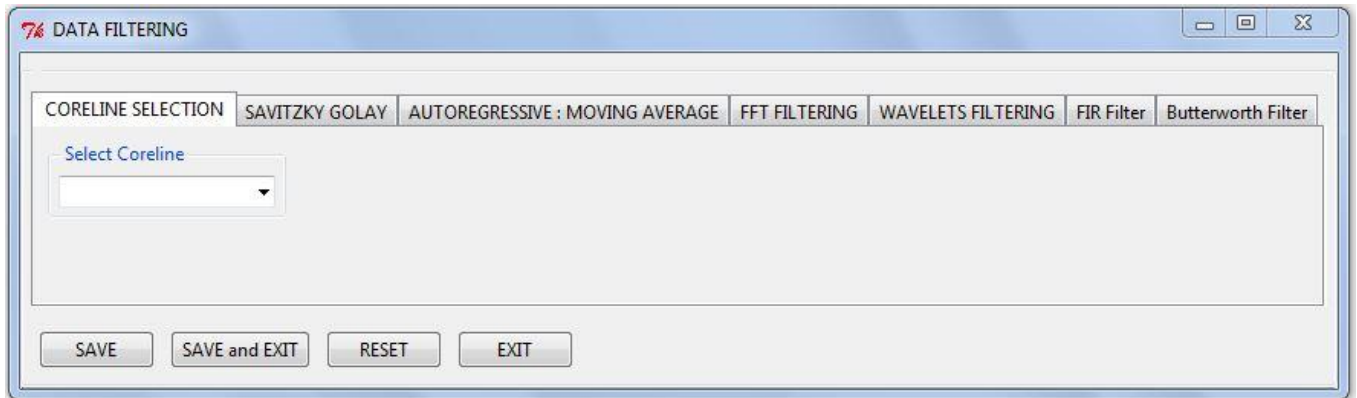 DATA FILTERING
CORELINE SELECTION SAVITZKY GOLAY AUTOREGRESSIVE : MOVING AVERAGE FFT FILTERING WAVELETS FILTERING FIR Filter Butterworth Filter
Select Coreline
SAVE SAVE and EXIT RESET EXIT